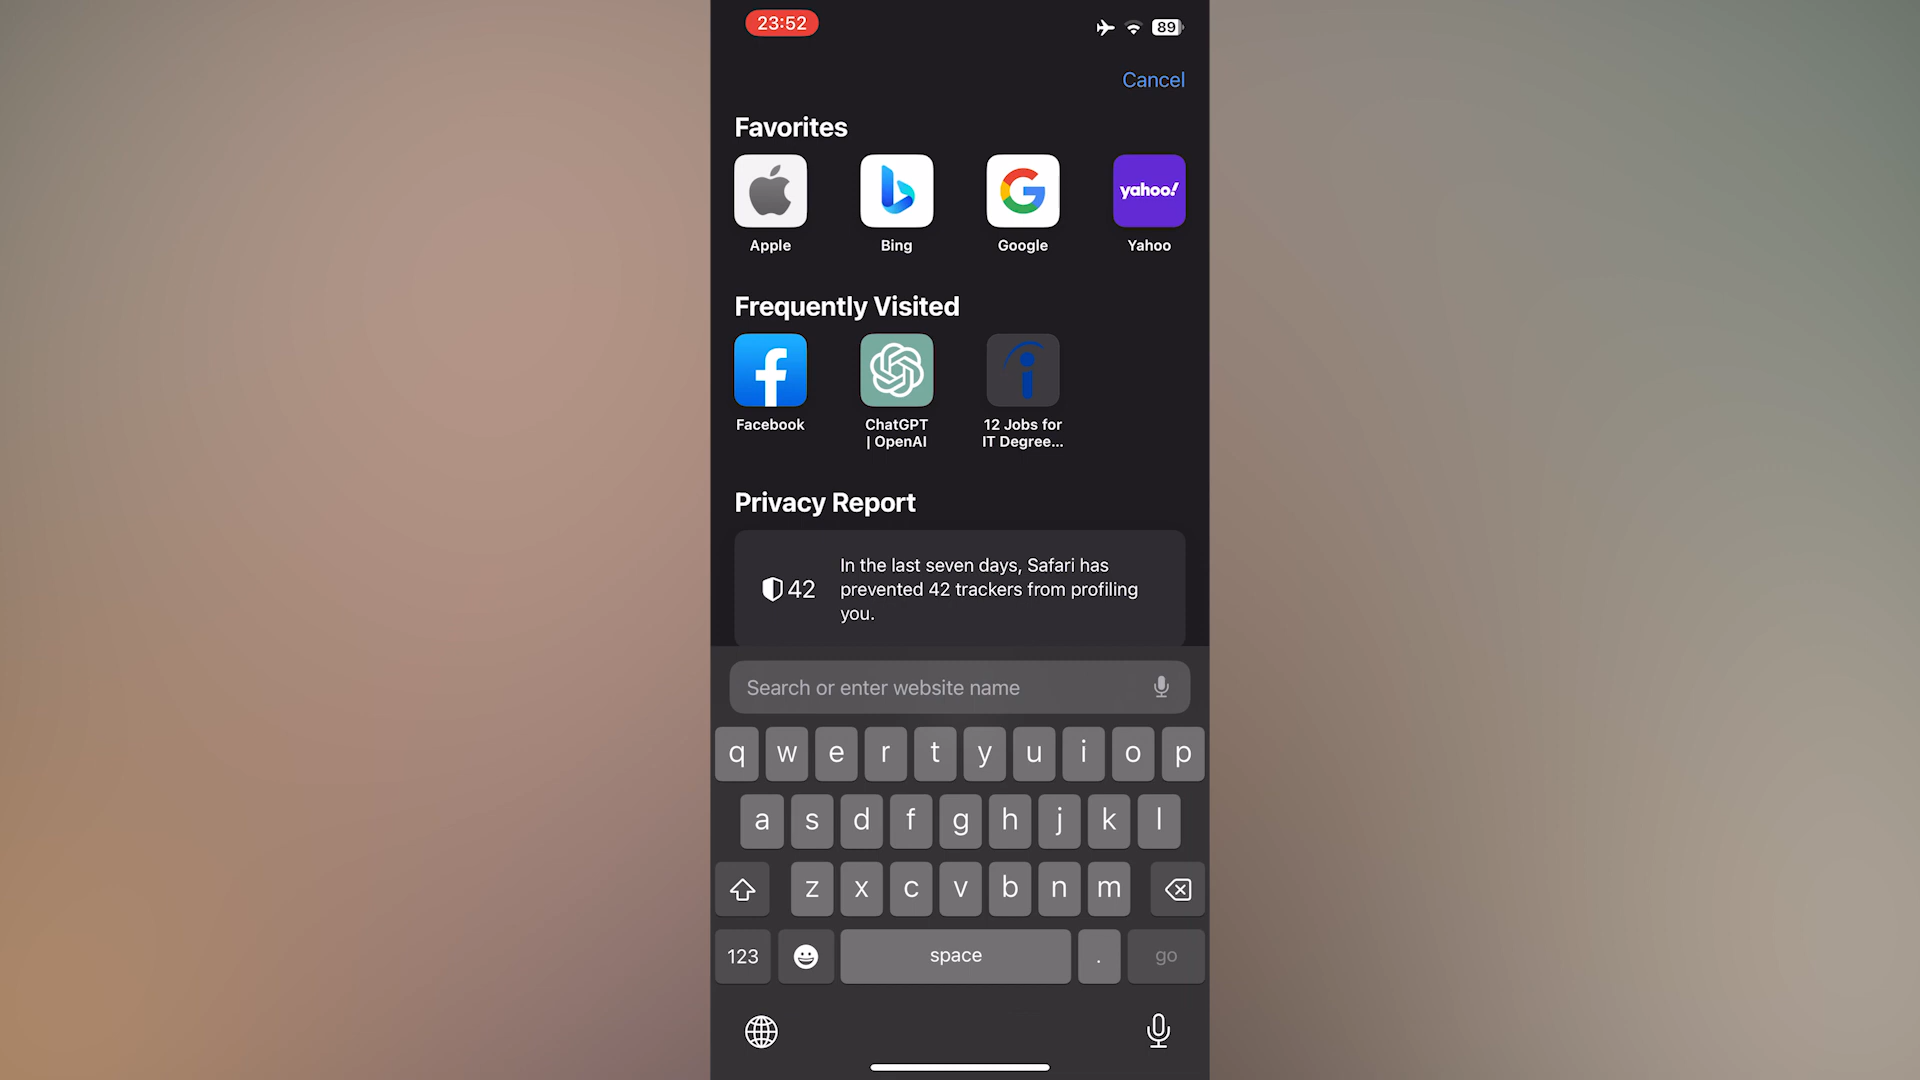 23:52
89
Cancel
Favorites
yahoo!
Apple
Bing
Google
Yahoo
Frequently Visited
Facebook
ChatGPT
| OpenAI
12 Jobs for
IT Degree...
Privacy Report
42
In the last seven days, Safari has
prevented 42 trackers from profiling
you.
Search or enter website name
q w e r t y u i o p
a s d f g h j k l
z x c v b n m
123
space
.
go